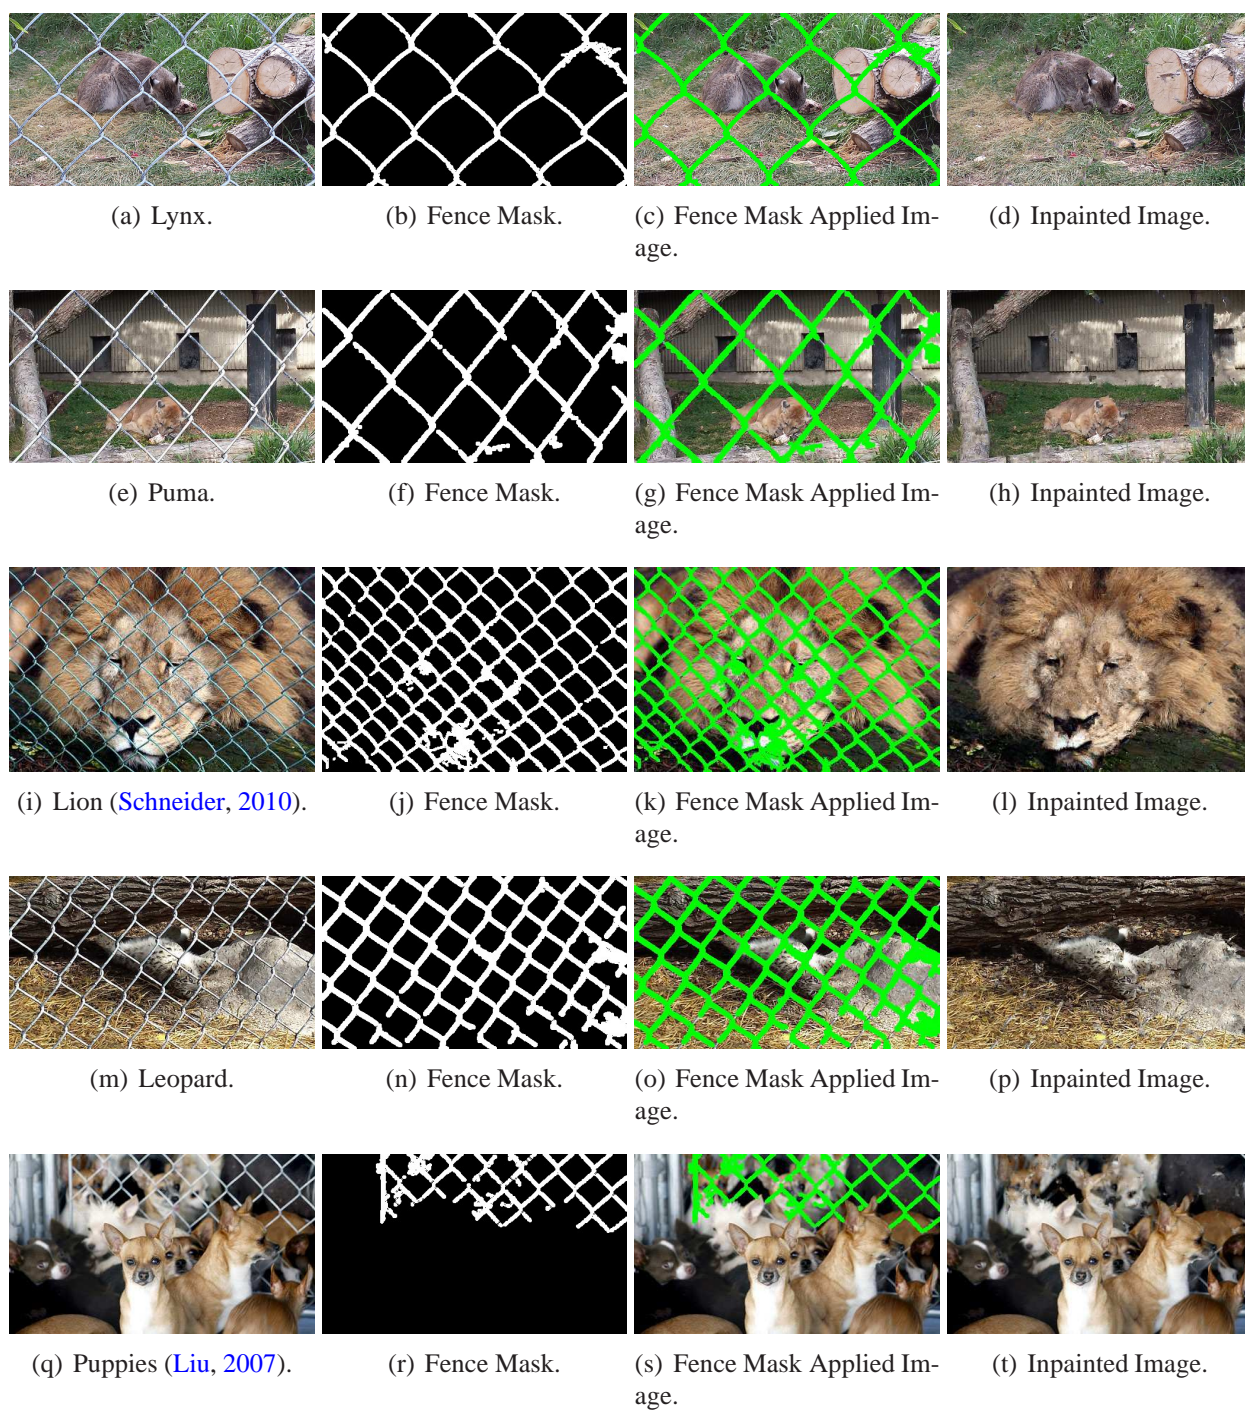 (a) Lynx.
(b) Fence Mask.
(c) Fence Mask Applied Im-
age.
(d) Inpainted Image.
(e) Puma.
(f) Fence Mask.
(g) Fence Mask Applied Im-
age.
(h) Inpainted Image.
(i) Lion (Schneider, 2010).
(j) Fence Mask.
(k) Fence Mask Applied Im-
age.
(l) Inpainted Image.
(m) Leopard.
(n) Fence Mask.
(o) Fence Mask Applied Im-
age.
(p) Inpainted Image.
(q) Puppies (Liu, 2007).
(r) Fence Mask.
(s) Fence Mask Applied Im-
age.
(t) Inpainted Image.